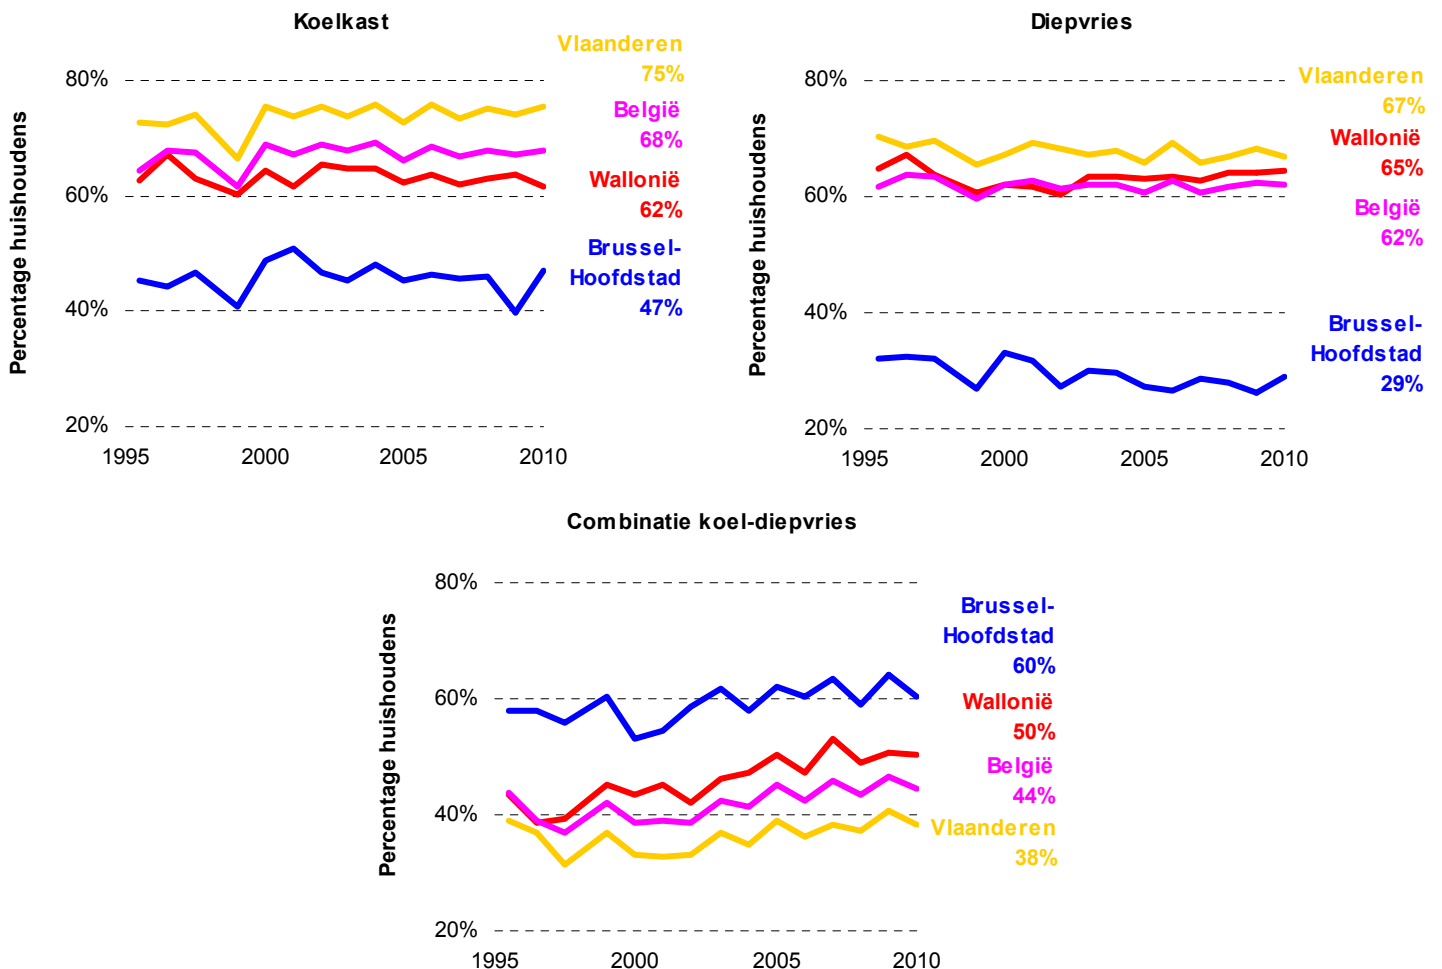 Koelkast
Percentage huishoudens
80%
60%
40%
20%
1995 2000 2005 2010
Vlaanderen
75%
België
68%
Wallonië
62%
Brussel-
Hoofdstad
47%
Diepvries
Percentage huishoudens
80%
60%
40%
20%
1995 2000 2005 2010
Vlaanderen
67%
Wallonië
65%
België
62%
Brussel-
Hoofdstad
29%
Combinatie koel-diepvries
Percentage huishoudens
80%
60%
40%
20%
1995 2000 2005 2010
Brussel-
Hoofdstad
60%
Wallonië
50%
België
44%
Vlaanderen
38%